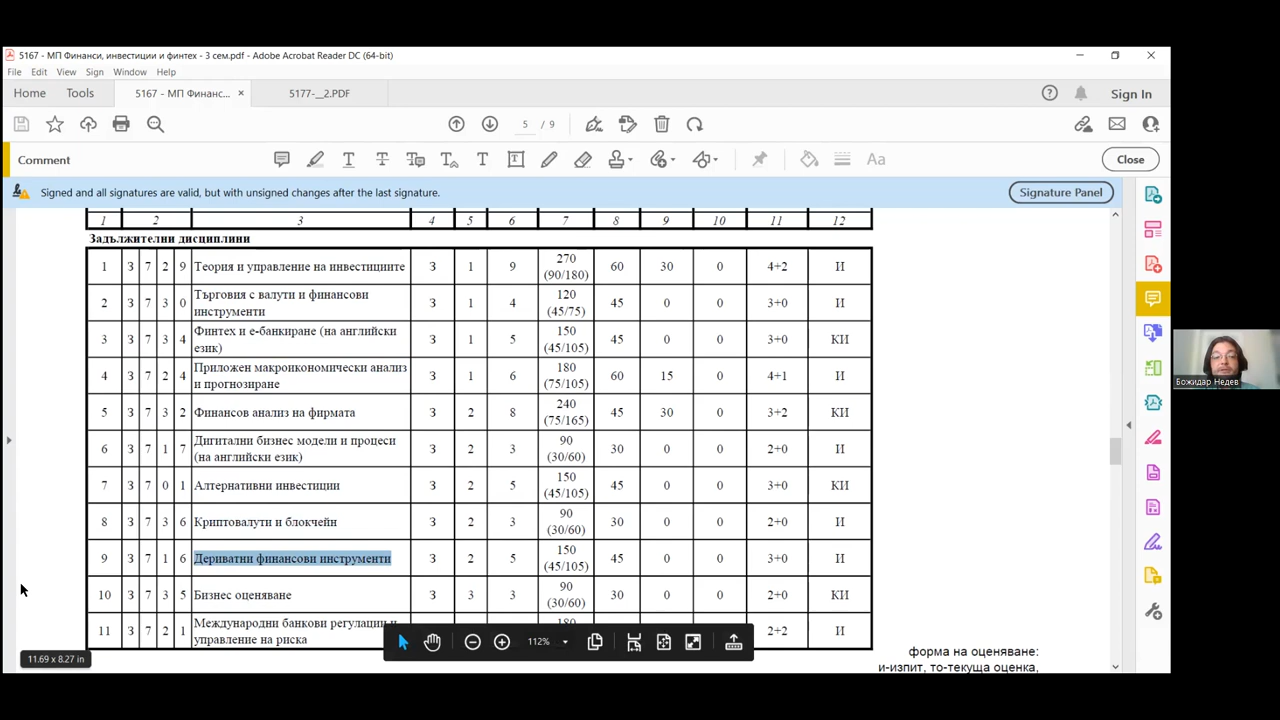 5167 - МП Финанси, инвестиции и финтех - 3 сем.pdf - Adobe Acrobat Reader DC (64-bit)
File Edit View Sign Window Help
Home Tools 5167 - МП Финанс... × 5177-__2.PDF Sign In
5 / 9
Comment Aa Close
Signed and all signatures are valid, but with unsigned changes after the last signature. Signature Panel
1 2 3 4 5 6 7 8 9 10 11 12
Задължителни дисциплини
1 3 7 2 9 Теория и управление на инвестициите З 1 9 270 (90/180) 60 30 0 4+2 И
2 3 7 3 0 Търговия с валути и финансови инструменти З 1 4 120 (45/75) 45 0 0 3+0 И
3 3 7 3 4 Финтех и е-банкиране (на английски език) З 1 5 150 (45/105) 45 0 0 3+0 КИ
4 3 7 2 4 Приложен макроикономически анализ и прогнозиране З 1 6 180 (75/105) 60 15 0 4+1 И
5 3 7 3 2 Финансов анализ на фирмата З 2 8 240 (75/165) 45 30 0 3+2 КИ
6 3 7 1 7 Дигитални бизнес модели и процеси (на английски език) З 2 3 90 (30/60) 30 0 0 2+0 И
7 3 7 0 1 Алтернативни инвестиции З 2 5 150 (45/105) 45 0 0 3+0 КИ
8 3 7 3 6 Криптовалути и блокчейн З 2 3 90 (30/60) 30 0 0 2+0 И
9 3 7 1 6 Дериватни финансови инструменти З 2 5 150 (45/105) 45 0 0 3+0 И
10 3 7 3 5 Бизнес оценяване З 3 3 90 (30/60) 30 0 0 2+0 КИ
11 3 7 2 1 Международни банкови регулации и управление на риска 2+2 И
112%
11.69 x 8.27 in
форма на оценяване:
и-изпит, то-текуща оценка,
Божидар Недев